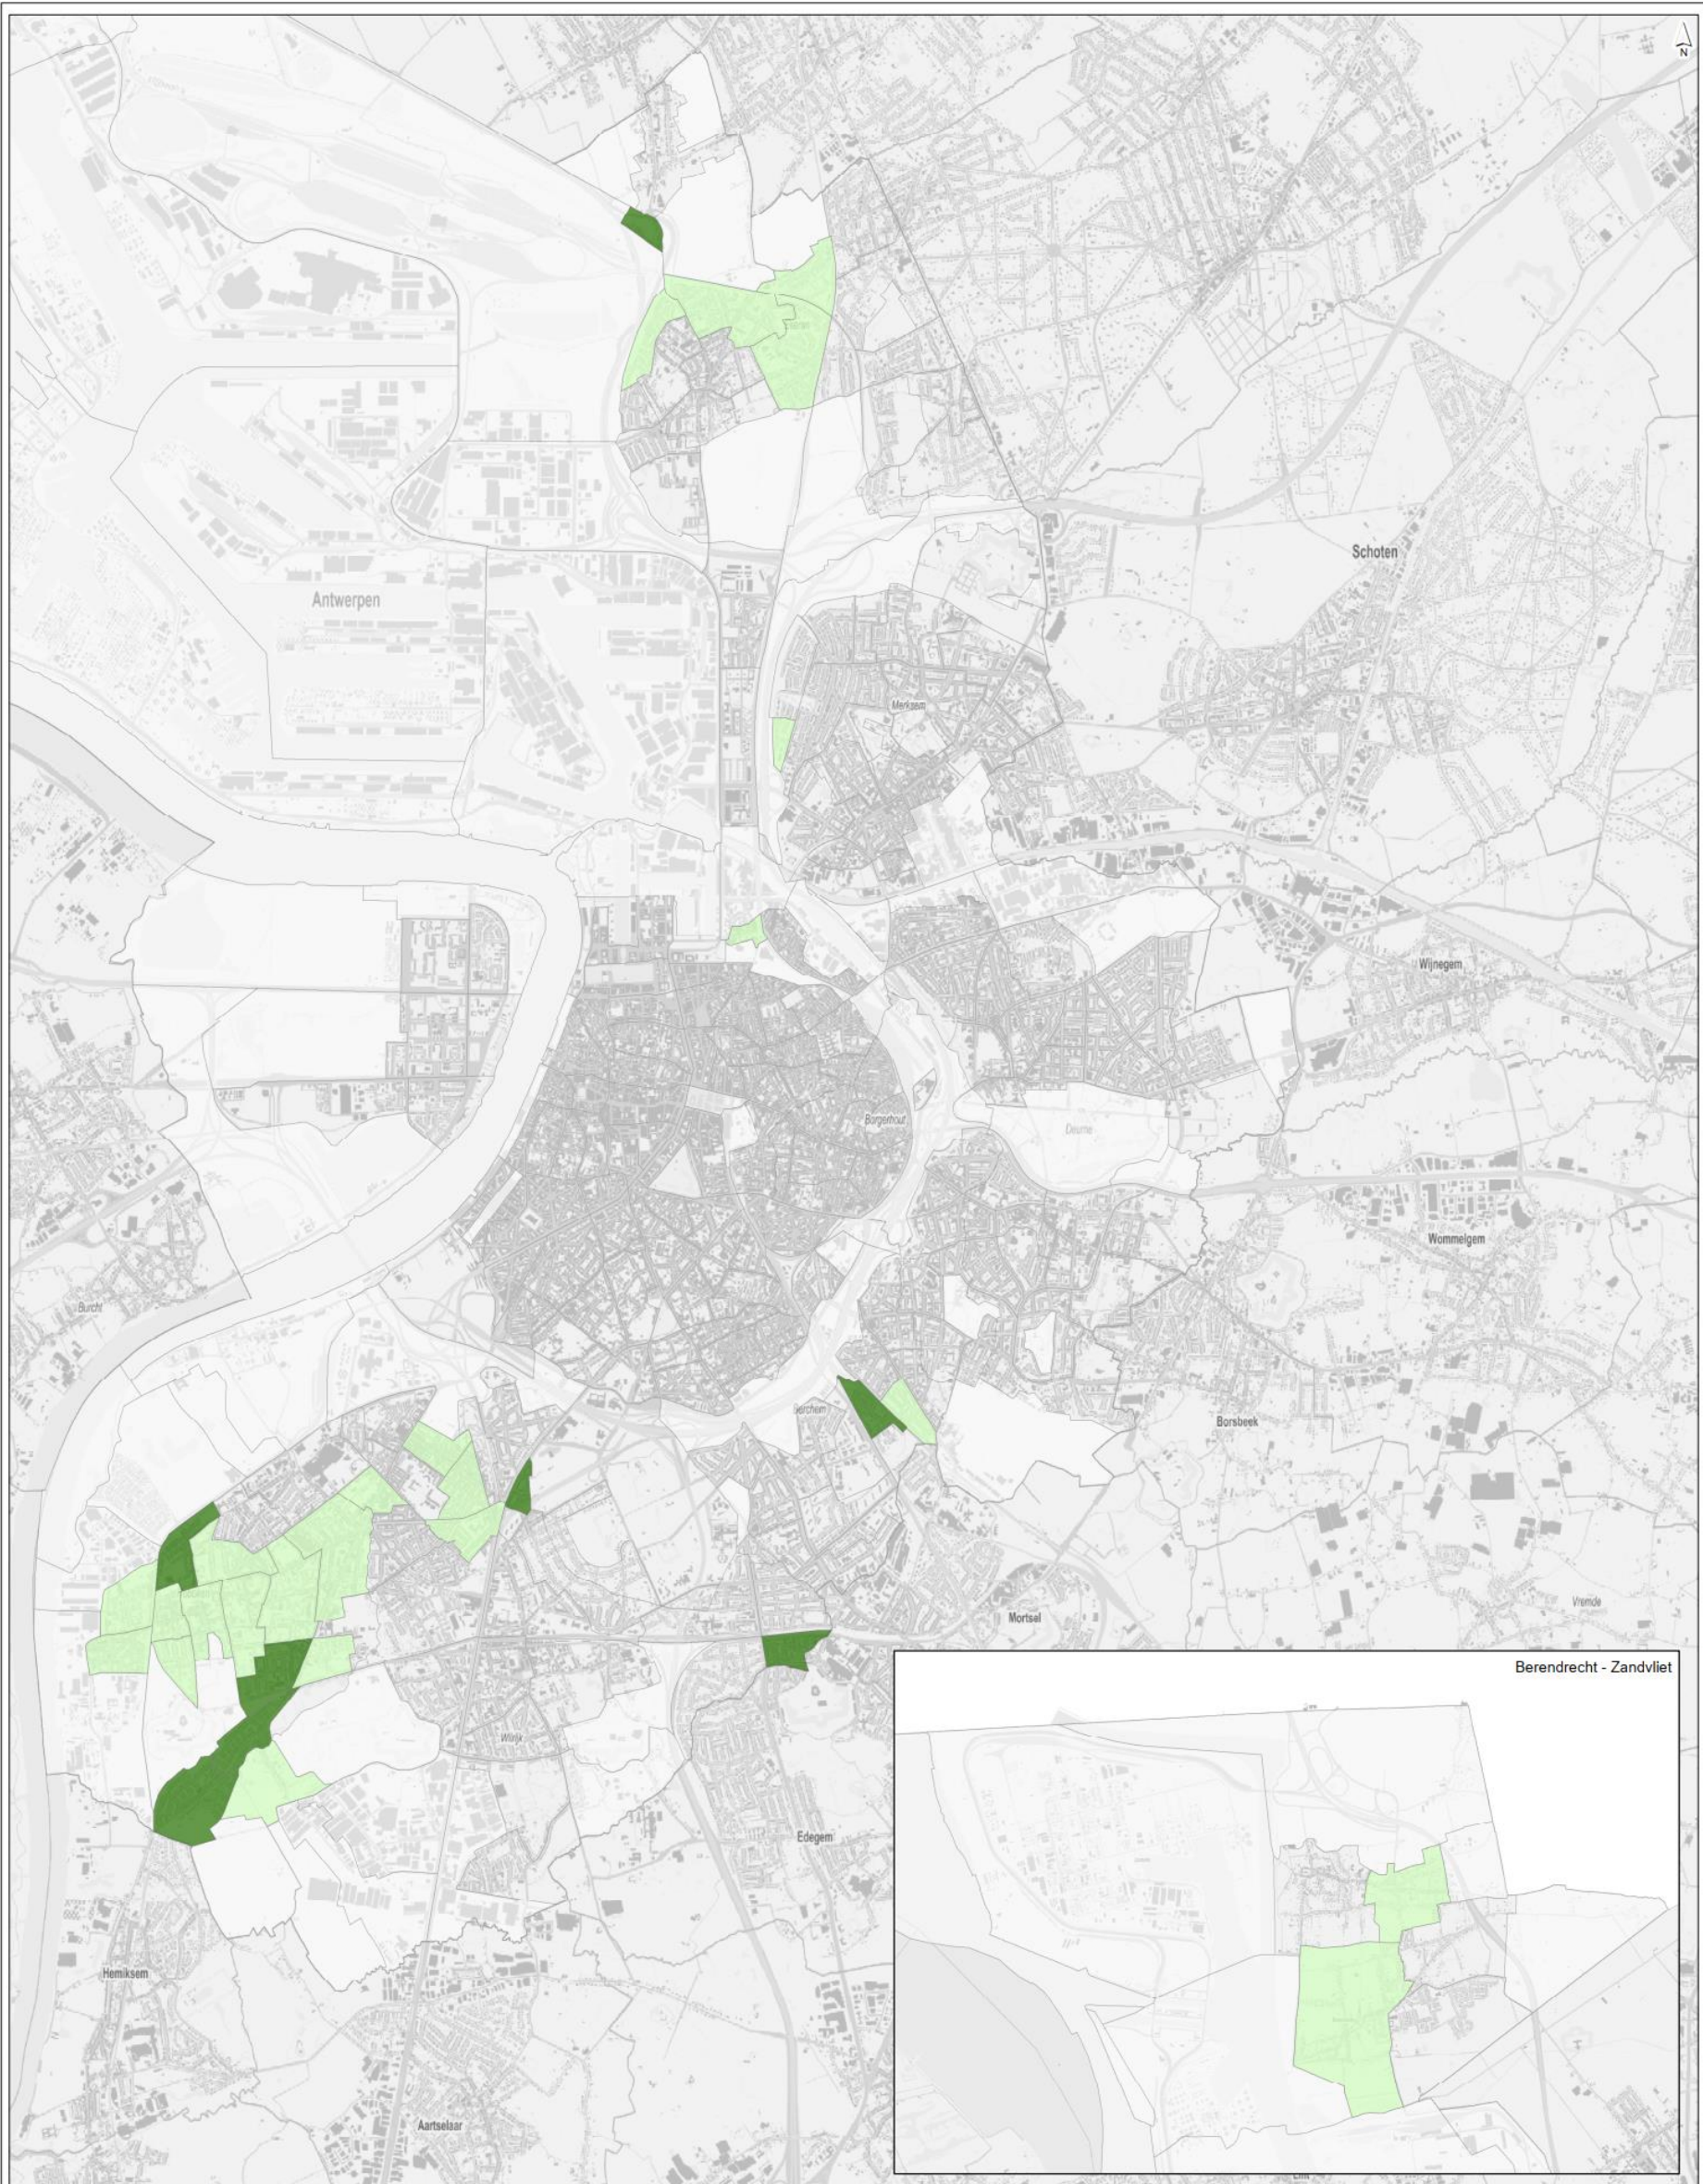 N
Schoten
Antwerpen
Merksem
Wijnegem
Borgerhout
Deurne
Wommelgem
Burcht
Berchem
Borsbeek
Vremde
Mortsel
Berendrecht - Zandvliet
Wilrijk
Edegem
Hemiksem
Aartselaar